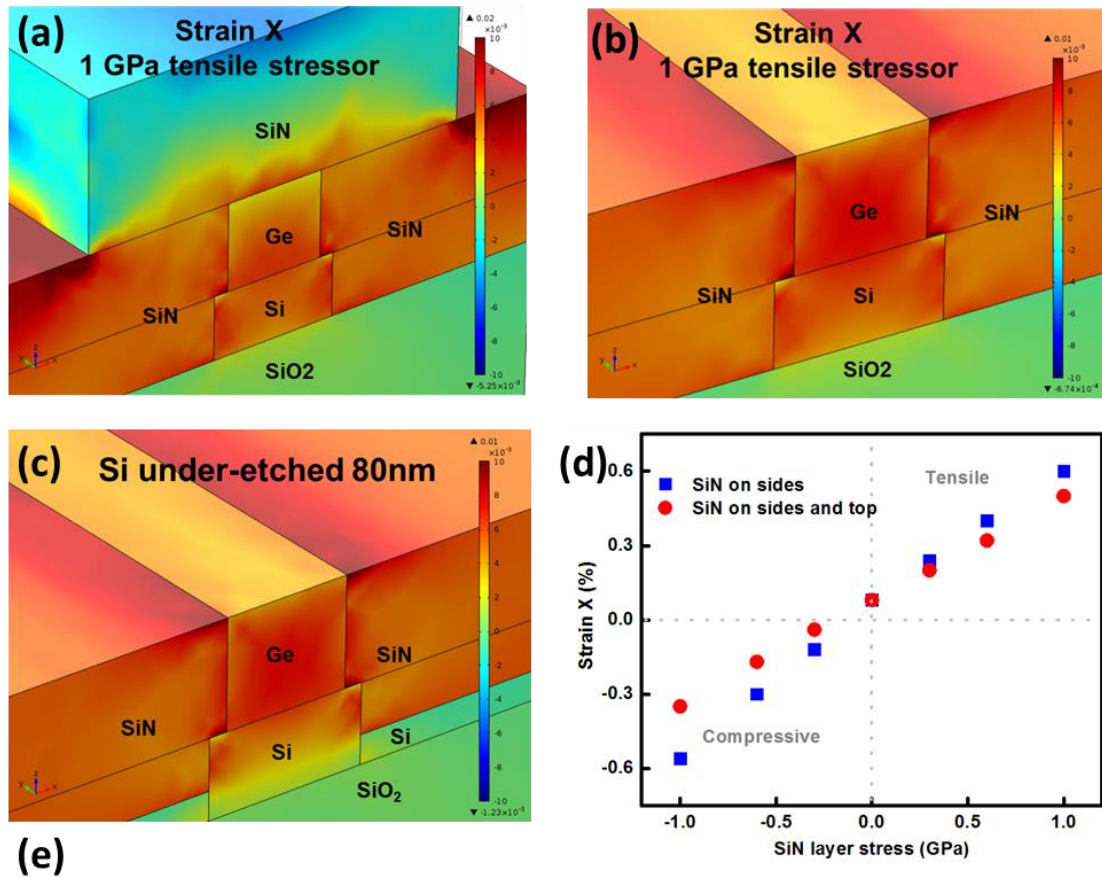 (a)
Strain X
1 GPa tensile stressor
▲ 0.02
×10⁻³
10
8
6
4
2
0
-2
-4
-6
-8
-10
▼ -5.25×10⁻³
SiN
Ge
SiN
SiN
Si
SiO2
y z x
(b)
Strain X
1 GPa tensile stressor
▲ 0.01
×10⁻³
10
8
6
4
2
0
-2
-4
-6
-8
-10
▼ -6.74×10⁻⁴
Ge
SiN
SiN
Si
SiO2
y z x
(c)
Si under-etched 80nm
▲ 0.01
×10⁻³
10
8
6
4
2
0
-2
-4
-6
-8
-10
▼ -1.23×10⁻³
Ge
SiN
SiN
Si
Si
SiO₂
y z x
(d)
SiN on sides
SiN on sides and top
Tensile
Compressive
Strain X (%)
0.6
0.3
0.0
-0.3
-0.6
-1.0 -0.5 0.0 0.5 1.0
SiN layer stress (GPa)
(e)